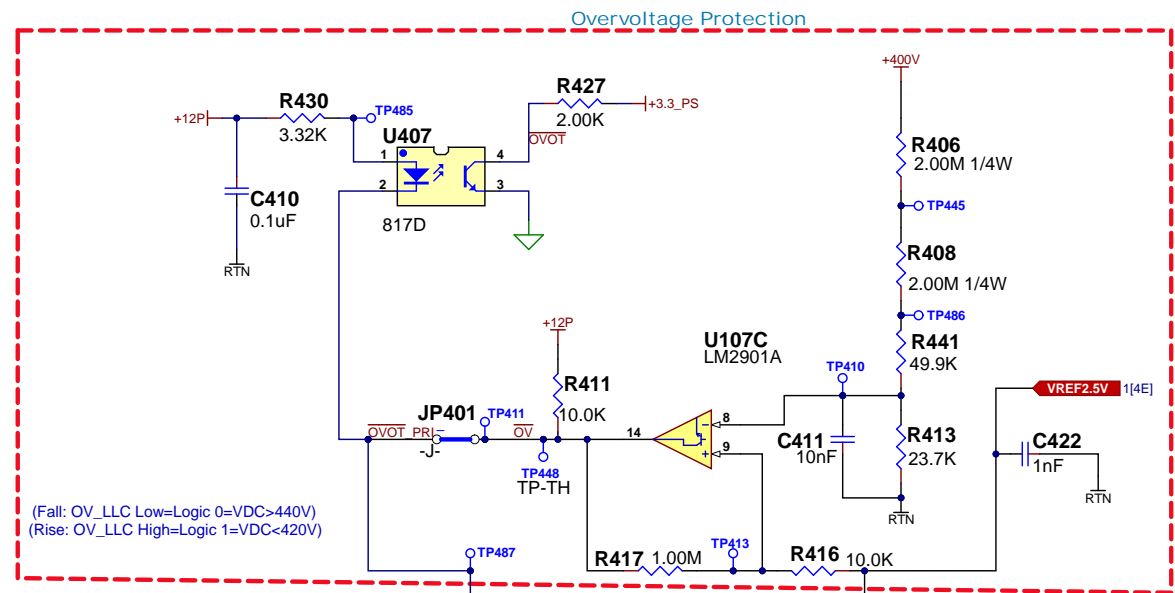 Overvoltage Protection
+400V
R427
+3.3_PS
2.00K
R430
TP485
+12P
3.32K
U407
OVOT
1
4
2
3
R406
2.00M 1/4W
C410
0.1uF
817D
TP445
RTN
R408
2.00M 1/4W
TP486
+12P
U107C
LM2901A
R441
49.9K
TP410
R411
10.0K
VREF2.5V
1[4E]
JP401
TP411
8
OVOT_PRI
OV
14
9
-J-
C411
10nF
R413
23.7K
C422
1nF
TP448
TP-TH
RTN
RTN
(Fall: OV_LLC Low=Logic 0=VDC>440V)
(Rise: OV_LLC High=Logic 1=VDC<420V)
TP487
TP413
R417
1.00M
R416
10.0K